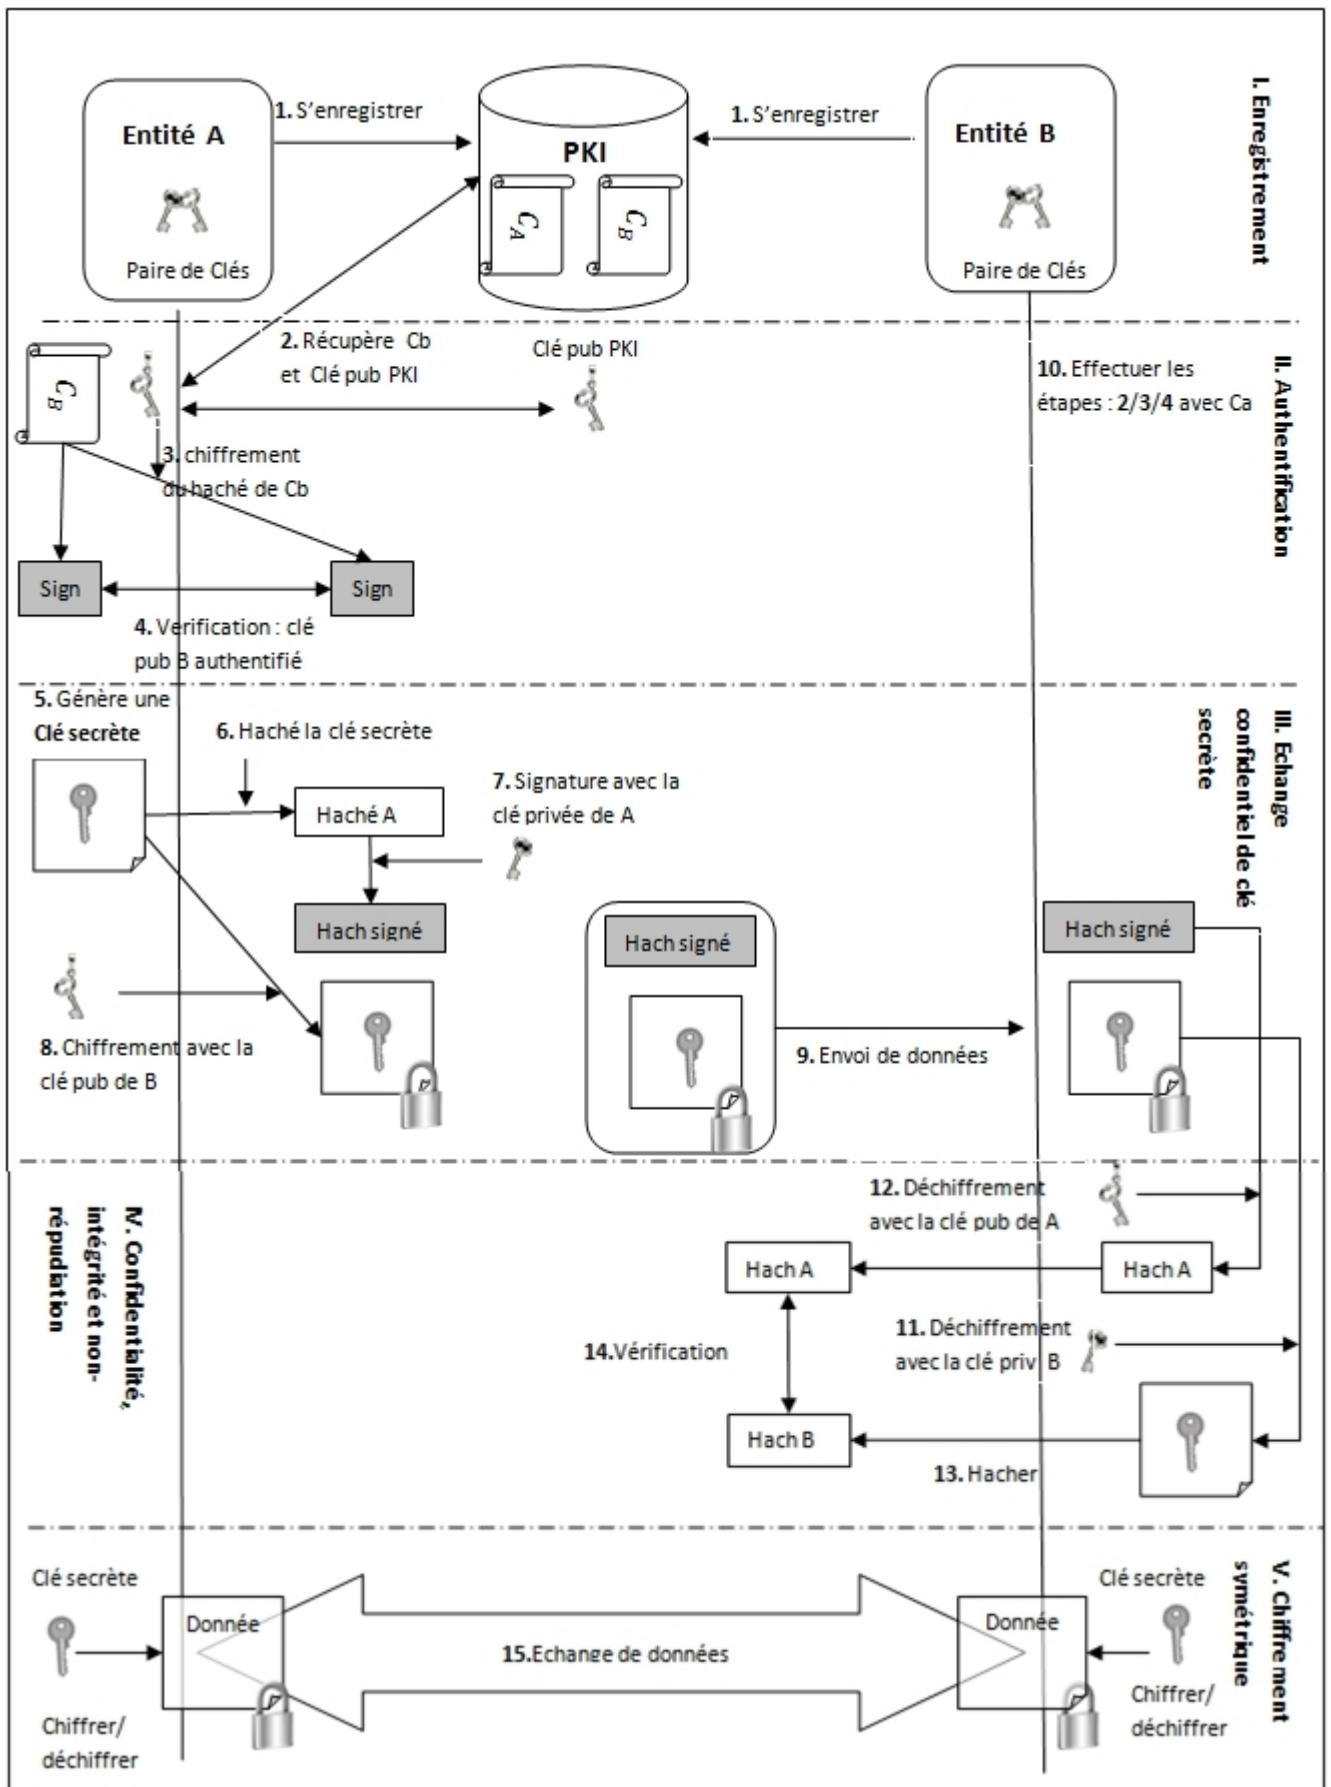 I. Enregistrement
Entité A
Paire de Clés
1. S'enregistrer
PKI
C_A
C_B
1. S'enregistrer
Entité B
Paire de Clés
II. Authentification
C_B
2. Récupère Cb
et Clé pub PKI
Clé pub PKI
10. Effectuer les
étapes : 2/3/4 avec Ca
3. chiffrement
du haché de Cb
Sign
Sign
4. Verification : clé
pub B authentifié
III. Echange
confidentiel de clé
secrète
5. Génère une
Clé secrète
6. Haché la clé secrète
Haché A
7. Signature avec la
clé privée de A
Hach signé
8. Chiffrement avec la
clé pub de B
Hach signé
9. Envoi de données
Hach signé
IV. Confidentialité,
intégrité et non-
répudiation
12. Déchiffrement
avec la clé pub de A
Hach A
Hach A
11. Déchiffrement
avec la clé priv B
14.Vérification
Hach B
13. Hacher
V. Chiffrement
symétrique
Clé secrète
Chiffrer/
déchiffrer
Donnée
15.Echange de données
Donnée
Clé secrète
Chiffrer/
déchiffrer